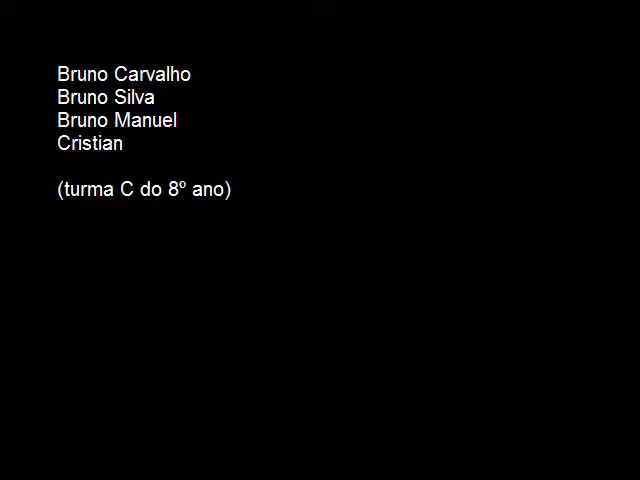 Bruno Carvalho
Bruno Silva
Bruno Manuel
Cristian
(turma C do 8º ano)